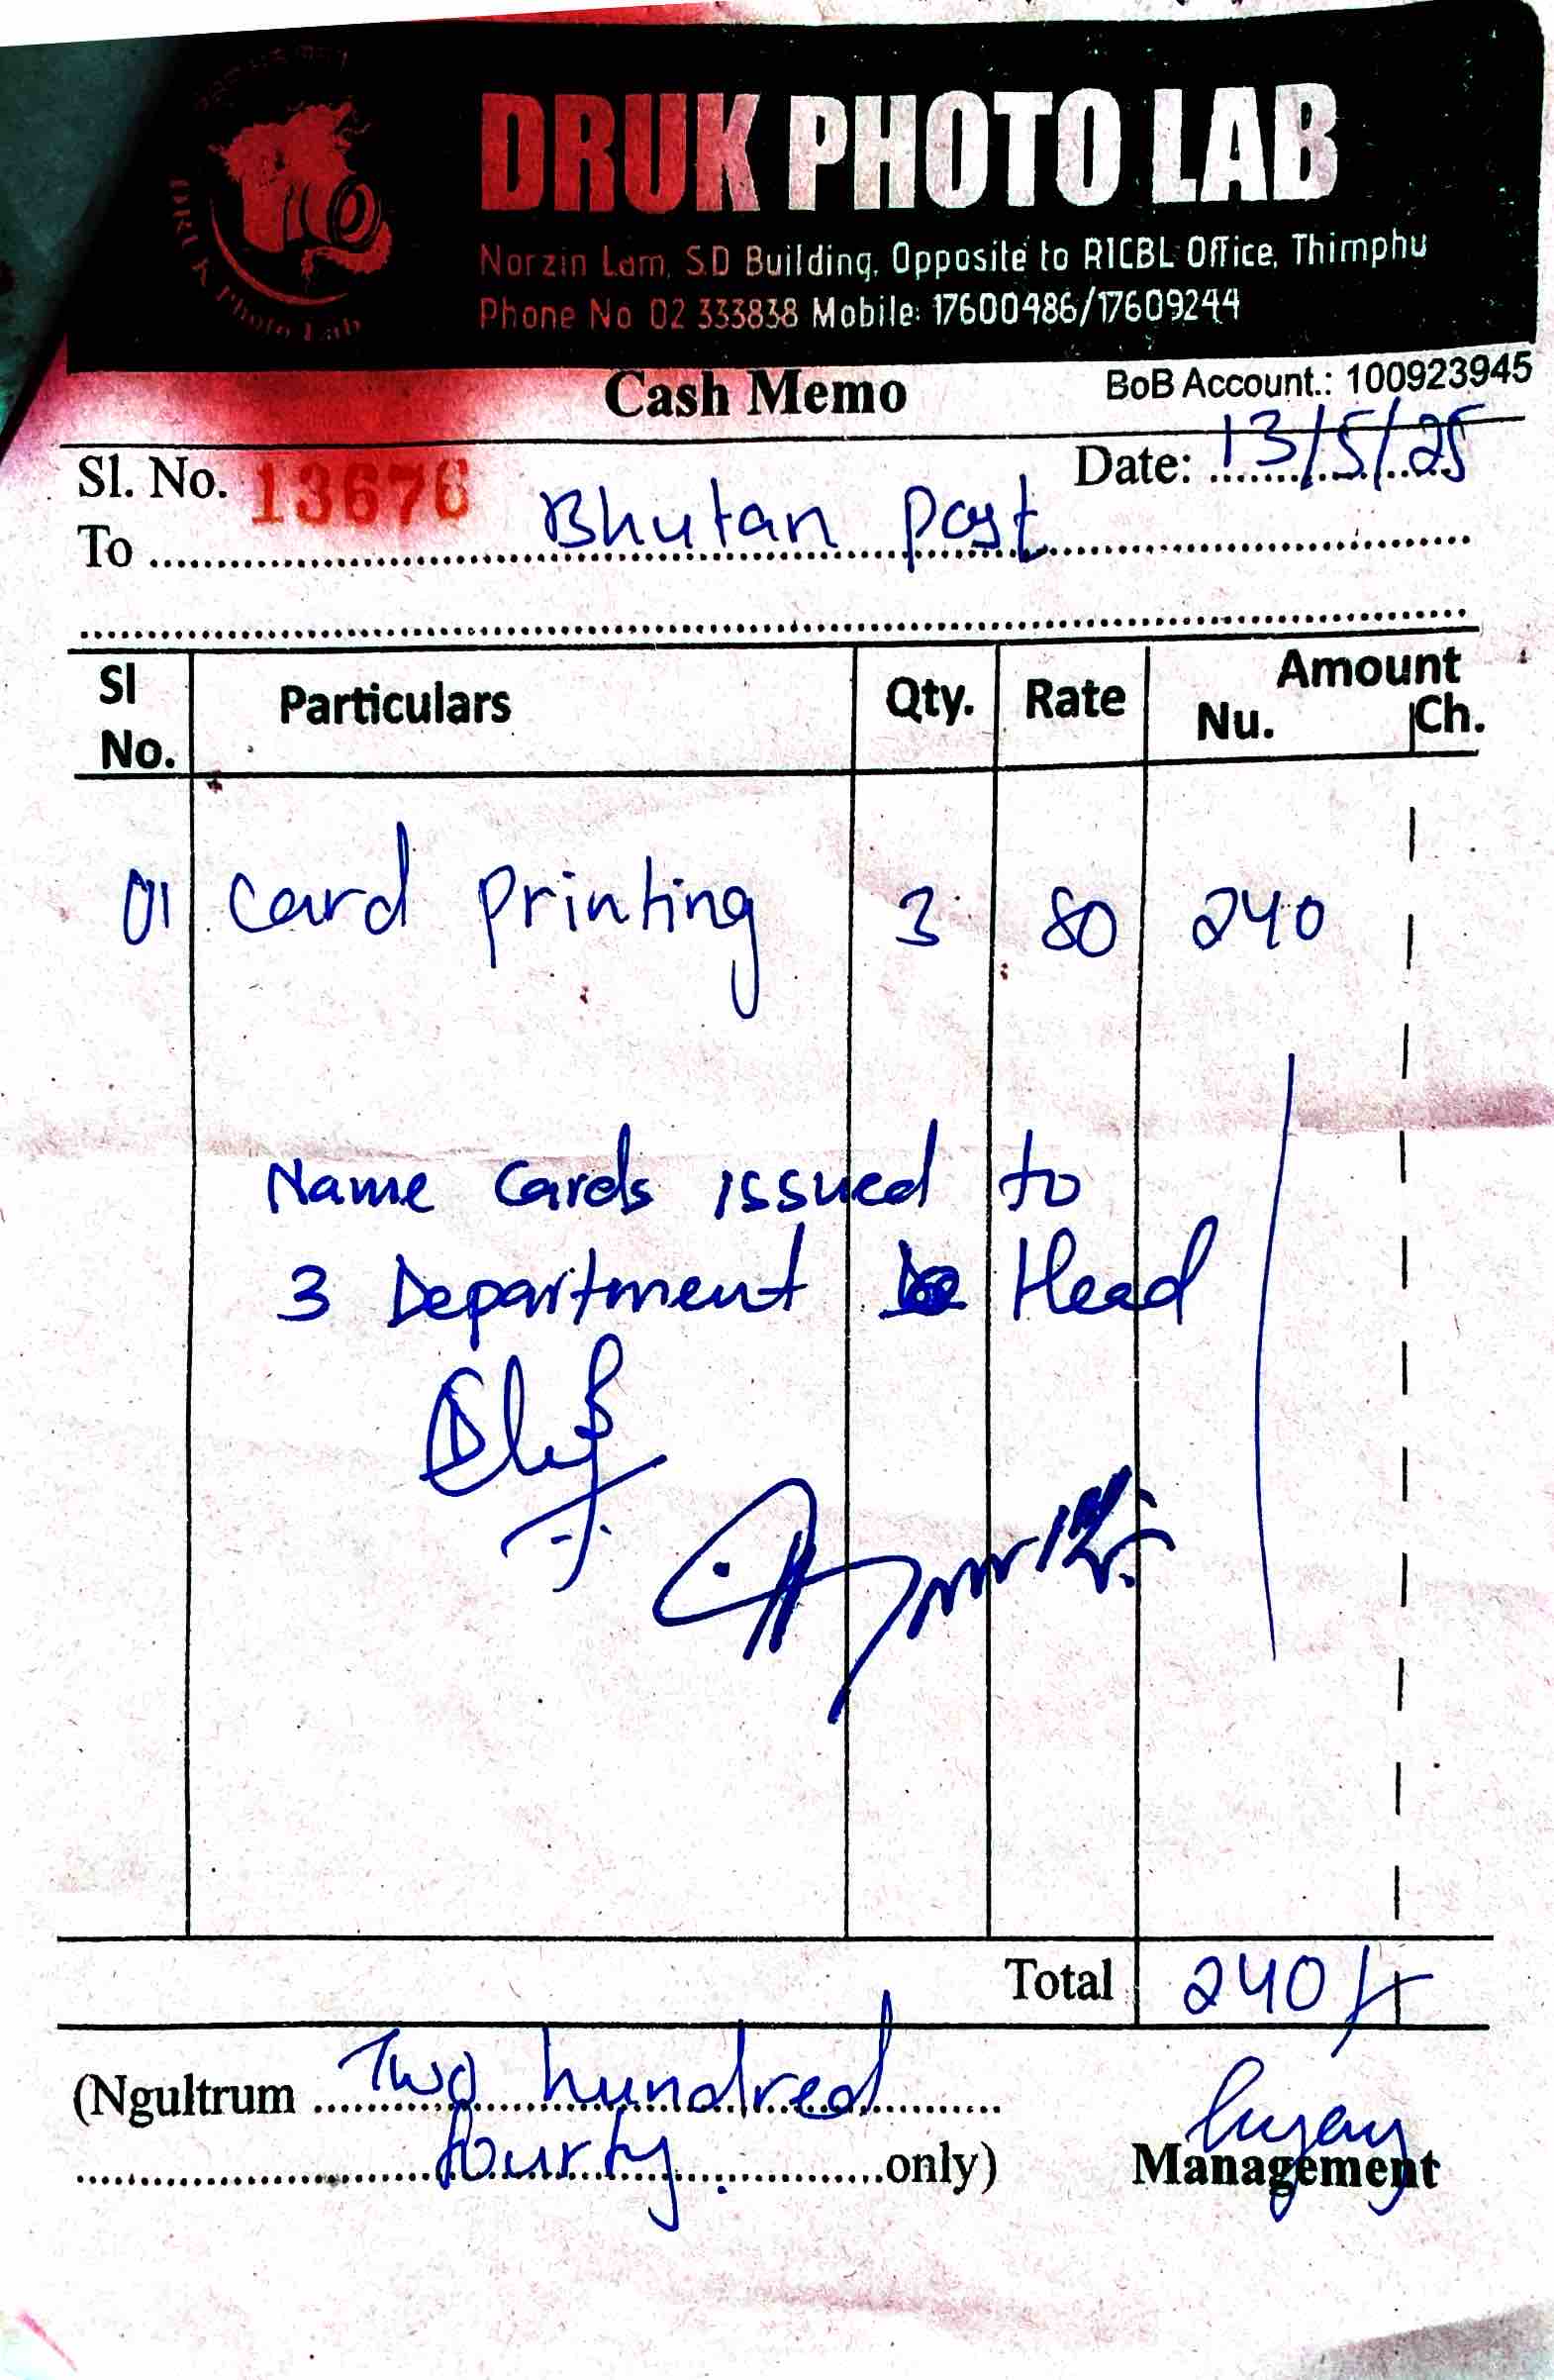 DRUK PHOTO LAB
DRUK Photo Lab
Norzin Lam, S.D Building, Opposite to RICBL Office, Thimphu
Phone No 02 333838 Mobile: 17600486/17609244
Cash Memo
BoB Account.: 100923945
Sl. No. 13676
Date: 13/5/25
To Bhutan Post
Sl No. Particulars Qty. Rate Amount Nu. Ch.
01 Card printing 3 80 240
Name Cards issued to
3 Department Head
Total 240/-
(Ngultrum Two hundred
fourty only)
Management